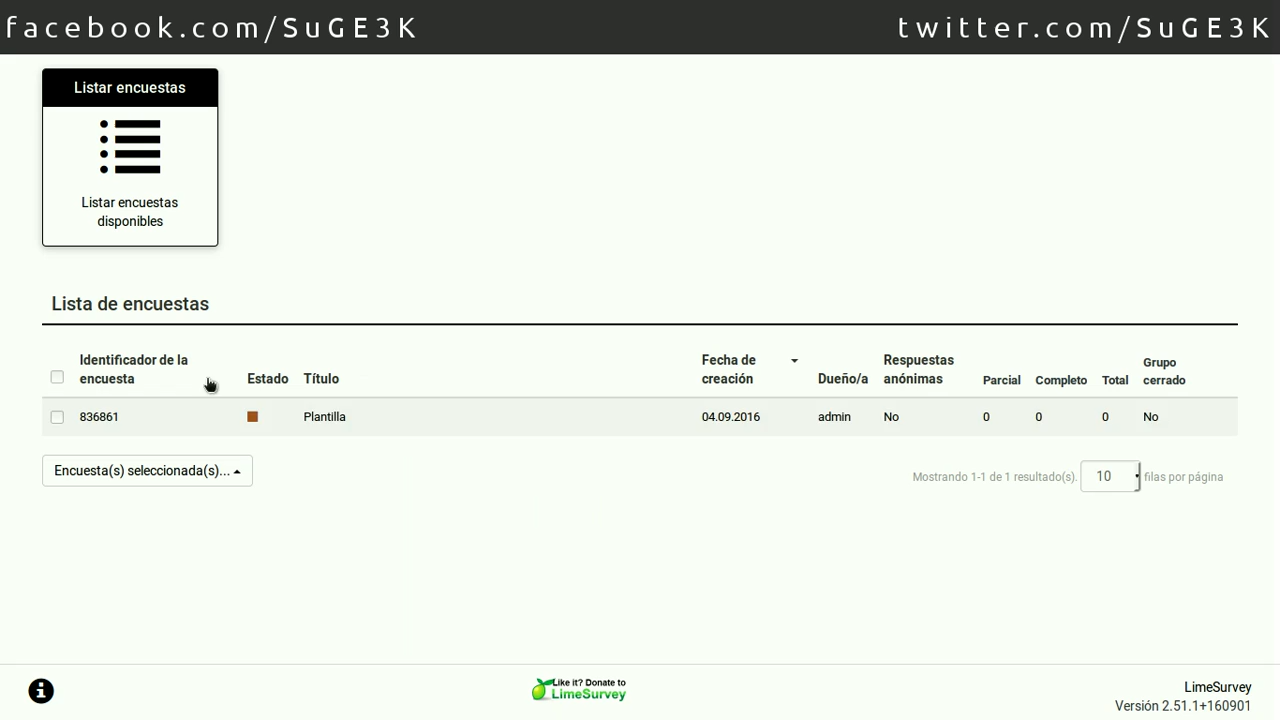 facebook.com/SuGE3K
twitter.com/SuGE3K
Listar encuestas
Listar encuestas
disponibles
Lista de encuestas
Identificador de la
encuesta
Estado
Título
Fecha de
creación
Dueño/a
Respuestas
anónimas
Parcial
Completo
Total
Grupo
cerrado
836861
Plantilla
04.09.2016
admin
No
0
0
0
No
Encuesta(s) seleccionada(s)...
Mostrando 1-1 de 1 resultado(s).
10
filas por página
Like it? Donate to
LimeSurvey
LimeSurvey
Versión 2.51.1+160901